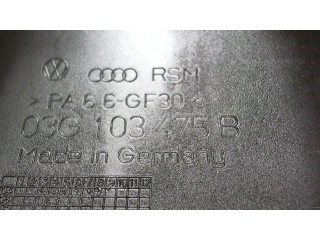 RSM
> PA 6.6-GF30 <
03G 103 475 B
Made in Germany